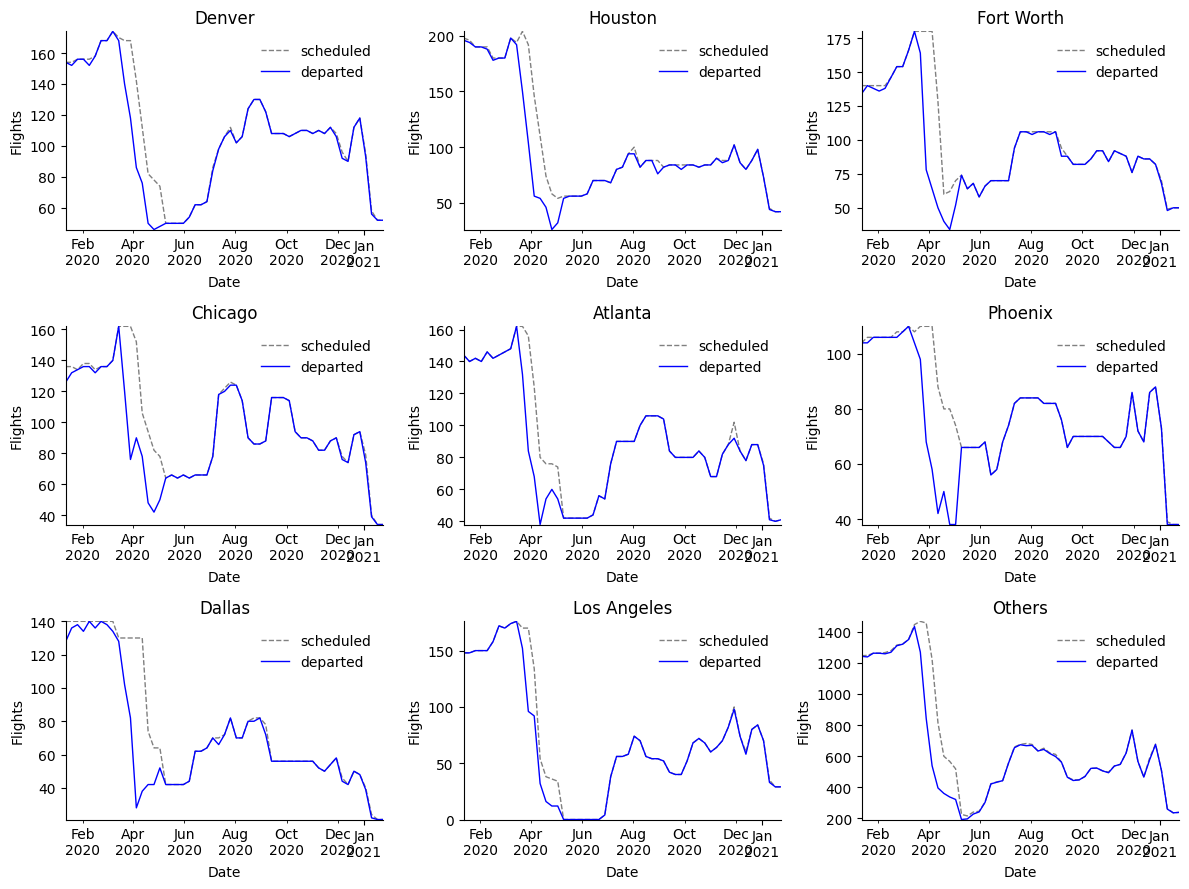 Denver
Houston
Fort Worth
scheduled
departed
scheduled
departed
scheduled
departed
Flights
160
140
120
100
80
60
Flights
200
150
100
50
Flights
175
150
125
100
75
50
Feb Apr Jun Aug Oct Dec Jan
2020 2020 2020 2020 2020 2020 2021
Feb Apr Jun Aug Oct Dec Jan
2020 2020 2020 2020 2020 2020 2021
Feb Apr Jun Aug Oct Dec Jan
2020 2020 2020 2020 2020 2020 2021
Date
Date
Date
Chicago
Atlanta
Phoenix
scheduled
departed
scheduled
departed
scheduled
departed
Flights
160
140
120
100
80
60
40
Flights
160
140
120
100
80
60
40
Flights
100
80
60
40
Feb Apr Jun Aug Oct Dec Jan
2020 2020 2020 2020 2020 2020 2021
Feb Apr Jun Aug Oct Dec Jan
2020 2020 2020 2020 2020 2020 2021
Feb Apr Jun Aug Oct Dec Jan
2020 2020 2020 2020 2020 2020 2021
Date
Date
Date
Dallas
Los Angeles
Others
scheduled
departed
scheduled
departed
scheduled
departed
Flights
140
120
100
80
60
40
Flights
150
100
50
0
Flights
1400
1200
1000
800
600
400
200
Feb Apr Jun Aug Oct Dec Jan
2020 2020 2020 2020 2020 2020 2021
Feb Apr Jun Aug Oct Dec Jan
2020 2020 2020 2020 2020 2020 2021
Feb Apr Jun Aug Oct Dec Jan
2020 2020 2020 2020 2020 2020 2021
Date
Date
Date